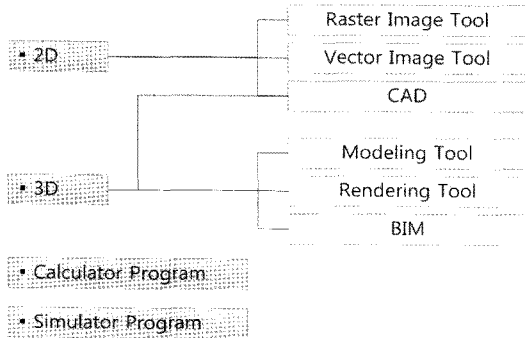 Raster Image Tool
▪ 2D
Vector Image Tool
CAD
Modeling Tool
▪ 3D
Rendering Tool
BIM
▪ Calculator Program
▪ Simulator Program